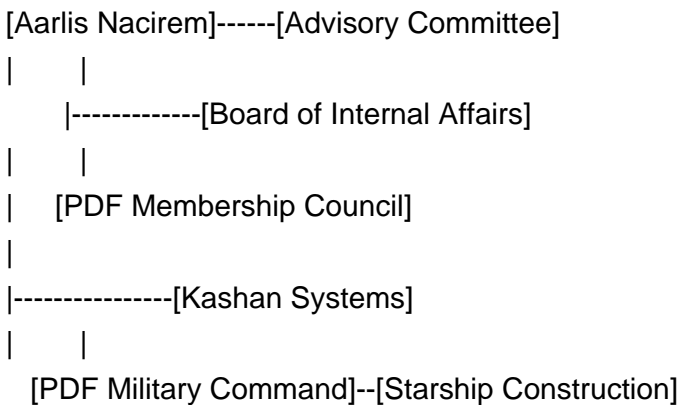 [Aarlis Nacirem]------[Advisory Committee]
|       |
        |-------------[Board of Internal Affairs]
|       |
|    [PDF Membership Council]
|
|----------------[Kashan Systems]
|       |
   [PDF Military Command]--[Starship Construction]